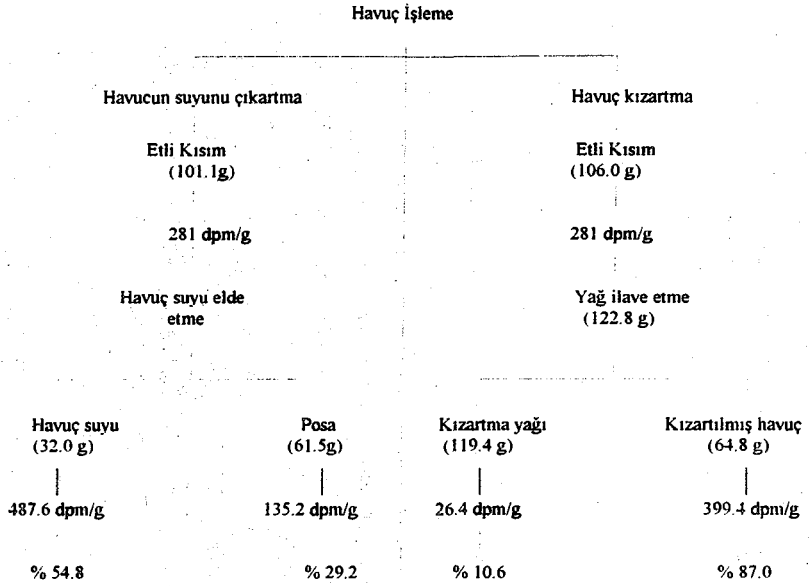 Havuç İşleme
Havucun suyunu çıkartma
Havuç kızartma
Etli Kısım
(101.1g)
Etli Kısım
(106.0 g)
281 dpm/g
281 dpm/g
Havuç suyu elde
etme
Yağ ilave etme
(122.8 g)
Havuç suyu
(32.0 g)
Posa
(61.5g)
Kızartma yağı
(119.4 g)
Kızartılmış havuç
(64.8 g)
487.6 dpm/g
135.2 dpm/g
26.4 dpm/g
399.4 dpm/g
% 54.8
% 29.2
% 10.6
% 87.0